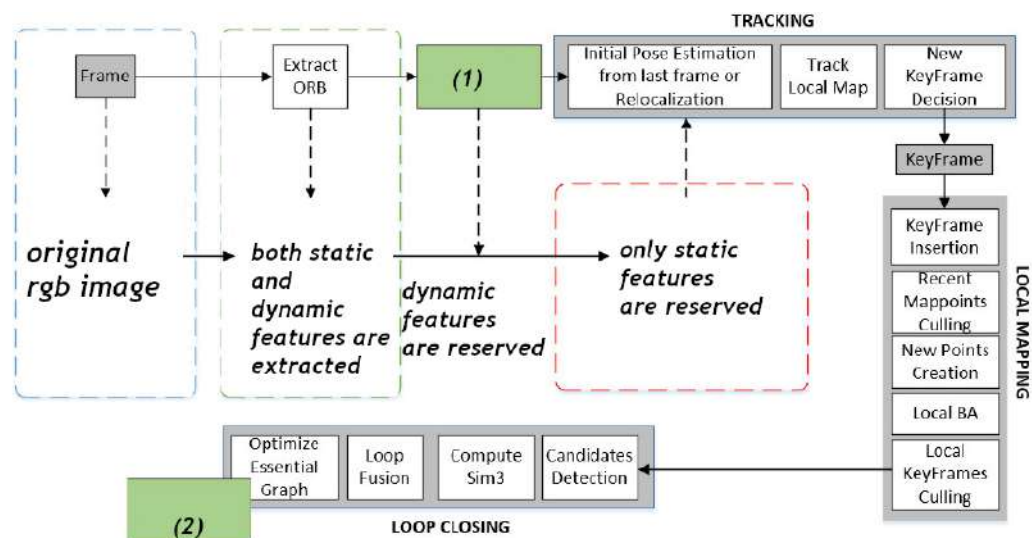 TRACKING
Frame
Extract
ORB
(1)
Initial Pose Estimation
from last frame or
Relocalization
Track
Local Map
New
KeyFrame
Decision
KeyFrame
original
rgb image
both static
and
dynamic
features are
extracted
dynamic
features
are reserved
only static
features
are reserved
KeyFrame
Insertion
Recent
Mappoints
Culling
New Points
Creation
Local BA
Local
KeyFrames
Culling
LOCAL MAPPING
Optimize
Essential
Graph
Loop
Fusion
Compute
Sim3
Candidates
Detection
(2)
LOOP CLOSING